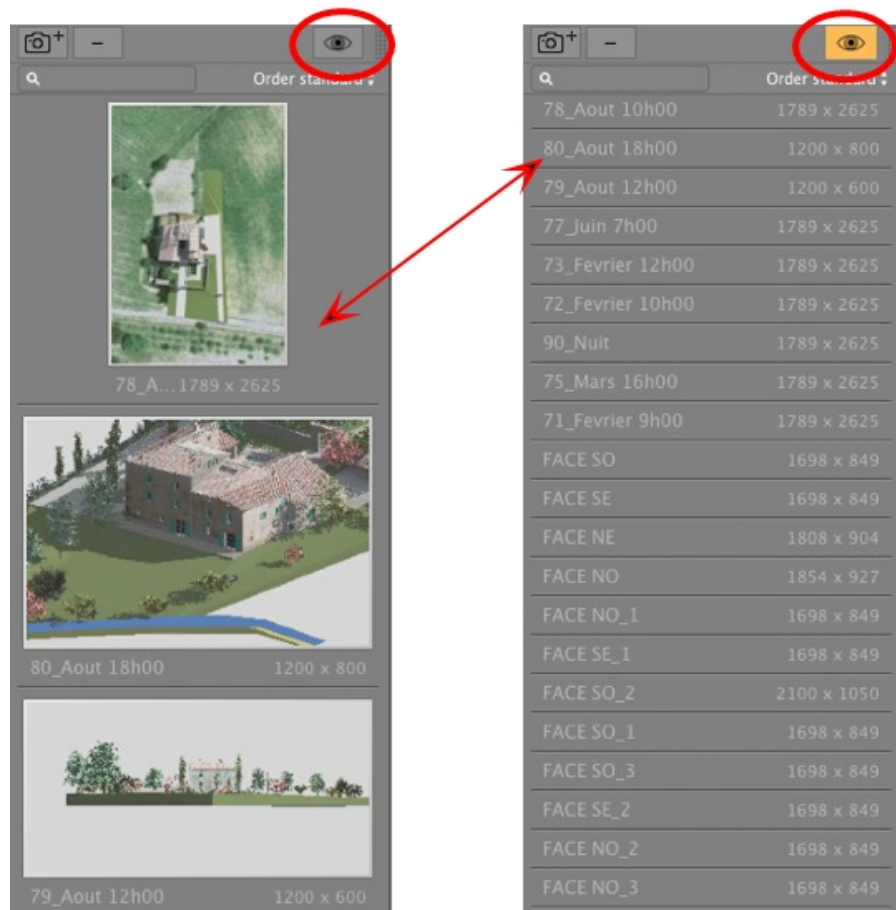 Order standard
78_A...1789 x 2625
80_Aout 18h00 1200 x 800
79_Aout 12h00 1200 x 600
Order standard
78_Aout 10h00 1789 x 2625
80_Aout 18h00 1200 x 800
79_Aout 12h00 1200 x 600
77_Juin 7h00 1789 x 2625
73_Fevrier 12h00 1789 x 2625
72_Fevrier 10h00 1789 x 2625
90_Nuit 1789 x 2625
75_Mars 16h00 1789 x 2625
71_Fevrier 9h00 1789 x 2625
FACE SO 1698 x 849
FACE SE 1698 x 849
FACE NE 1808 x 904
FACE NO 1854 x 927
FACE NO_1 1698 x 849
FACE SE_1 1698 x 849
FACE SO_2 2100 x 1050
FACE SO_1 1698 x 849
FACE SO_3 1698 x 849
FACE SE_2 1698 x 849
FACE NO_2 1698 x 849
FACE NO_3 1698 x 849